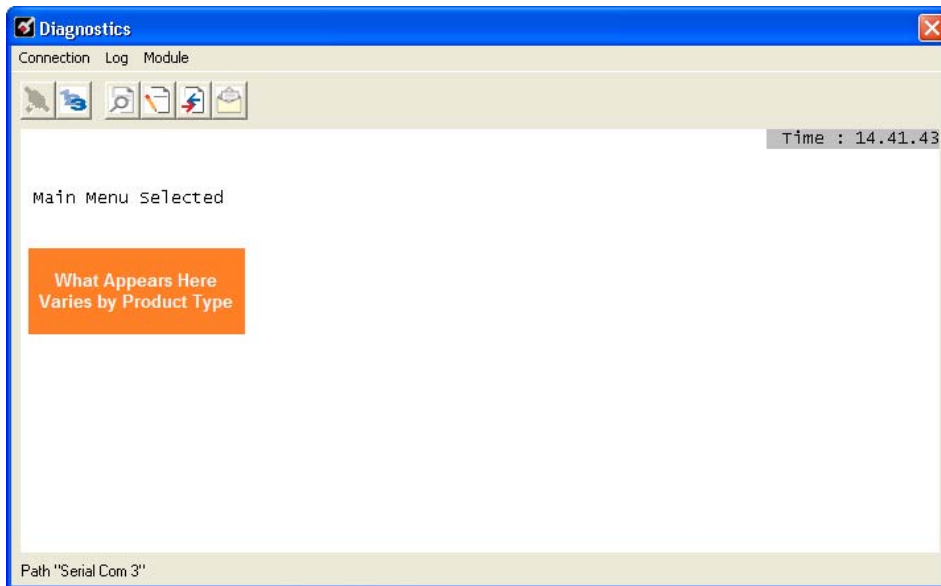 Diagnostics
Connection Log Module
Time : 14.41.43
Main Menu Selected
What Appears Here
Varies by Product Type
Path "Serial Com 3"